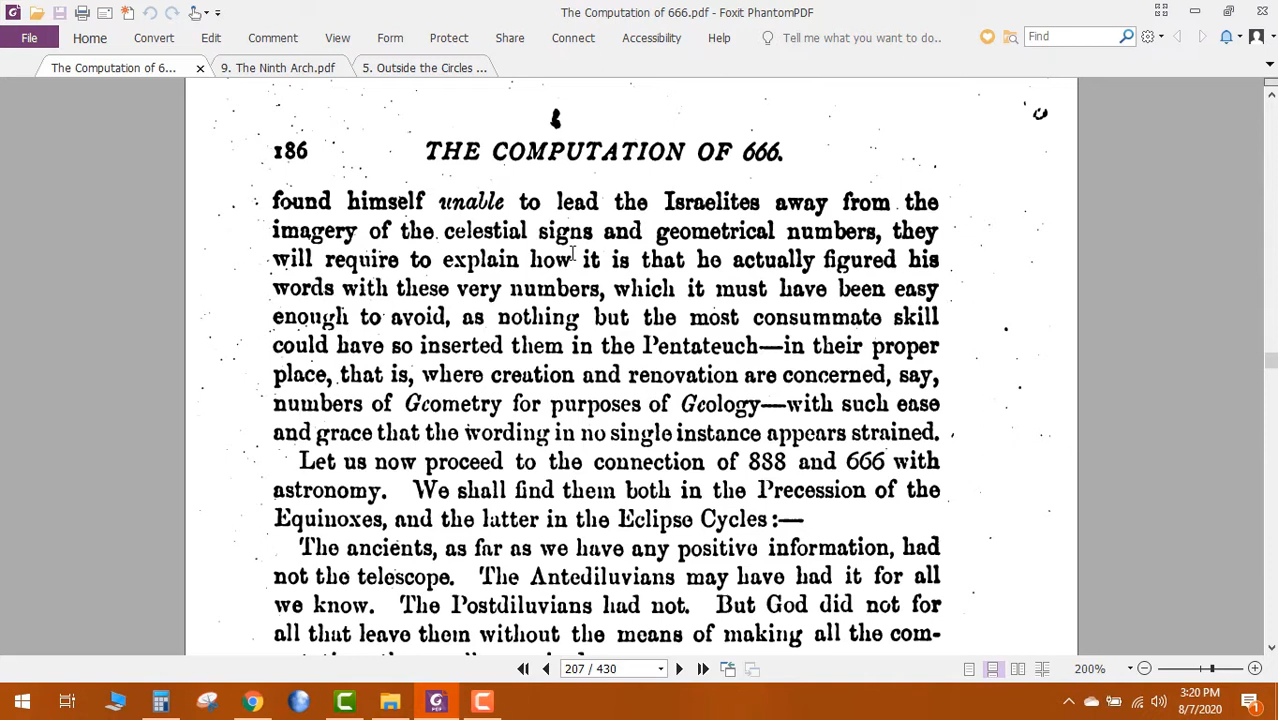 The Computation of 666.pdf - Foxit PhantomPDF
File Home Convert Edit Comment View Form Protect Share Connect Accessibility Help Tell me what you want to do.. Find
The Computation of 6... 9. The Ninth Arch.pdf 5. Outside the Circles ...
186 THE COMPUTATION OF 666.
found himself unable to lead the Israelites away from the
imagery of the celestial signs and geometrical numbers, they
will require to explain how it is that he actually figured his
words with these very numbers, which it must have been easy
enough to avoid, as nothing but the most consummate skill
could have so inserted them in the Pentateuch—in their proper
place, that is, where creation and renovation are concerned, say,
numbers of Geometry for purposes of Geology—with such ease
and grace that the wording in no single instance appears strained.
Let us now proceed to the connection of 888 and 666 with
astronomy. We shall find them both in the Precession of the
Equinoxes, and the latter in the Eclipse Cycles :—
The ancients, as far as we have any positive information, had
not the telescope. The Antediluvians may have had it for all
we know. The Postdiluvians had not. But God did not for
all that leave them without the means of making all the com-
207 / 430 200%
3:20 PM
8/7/2020